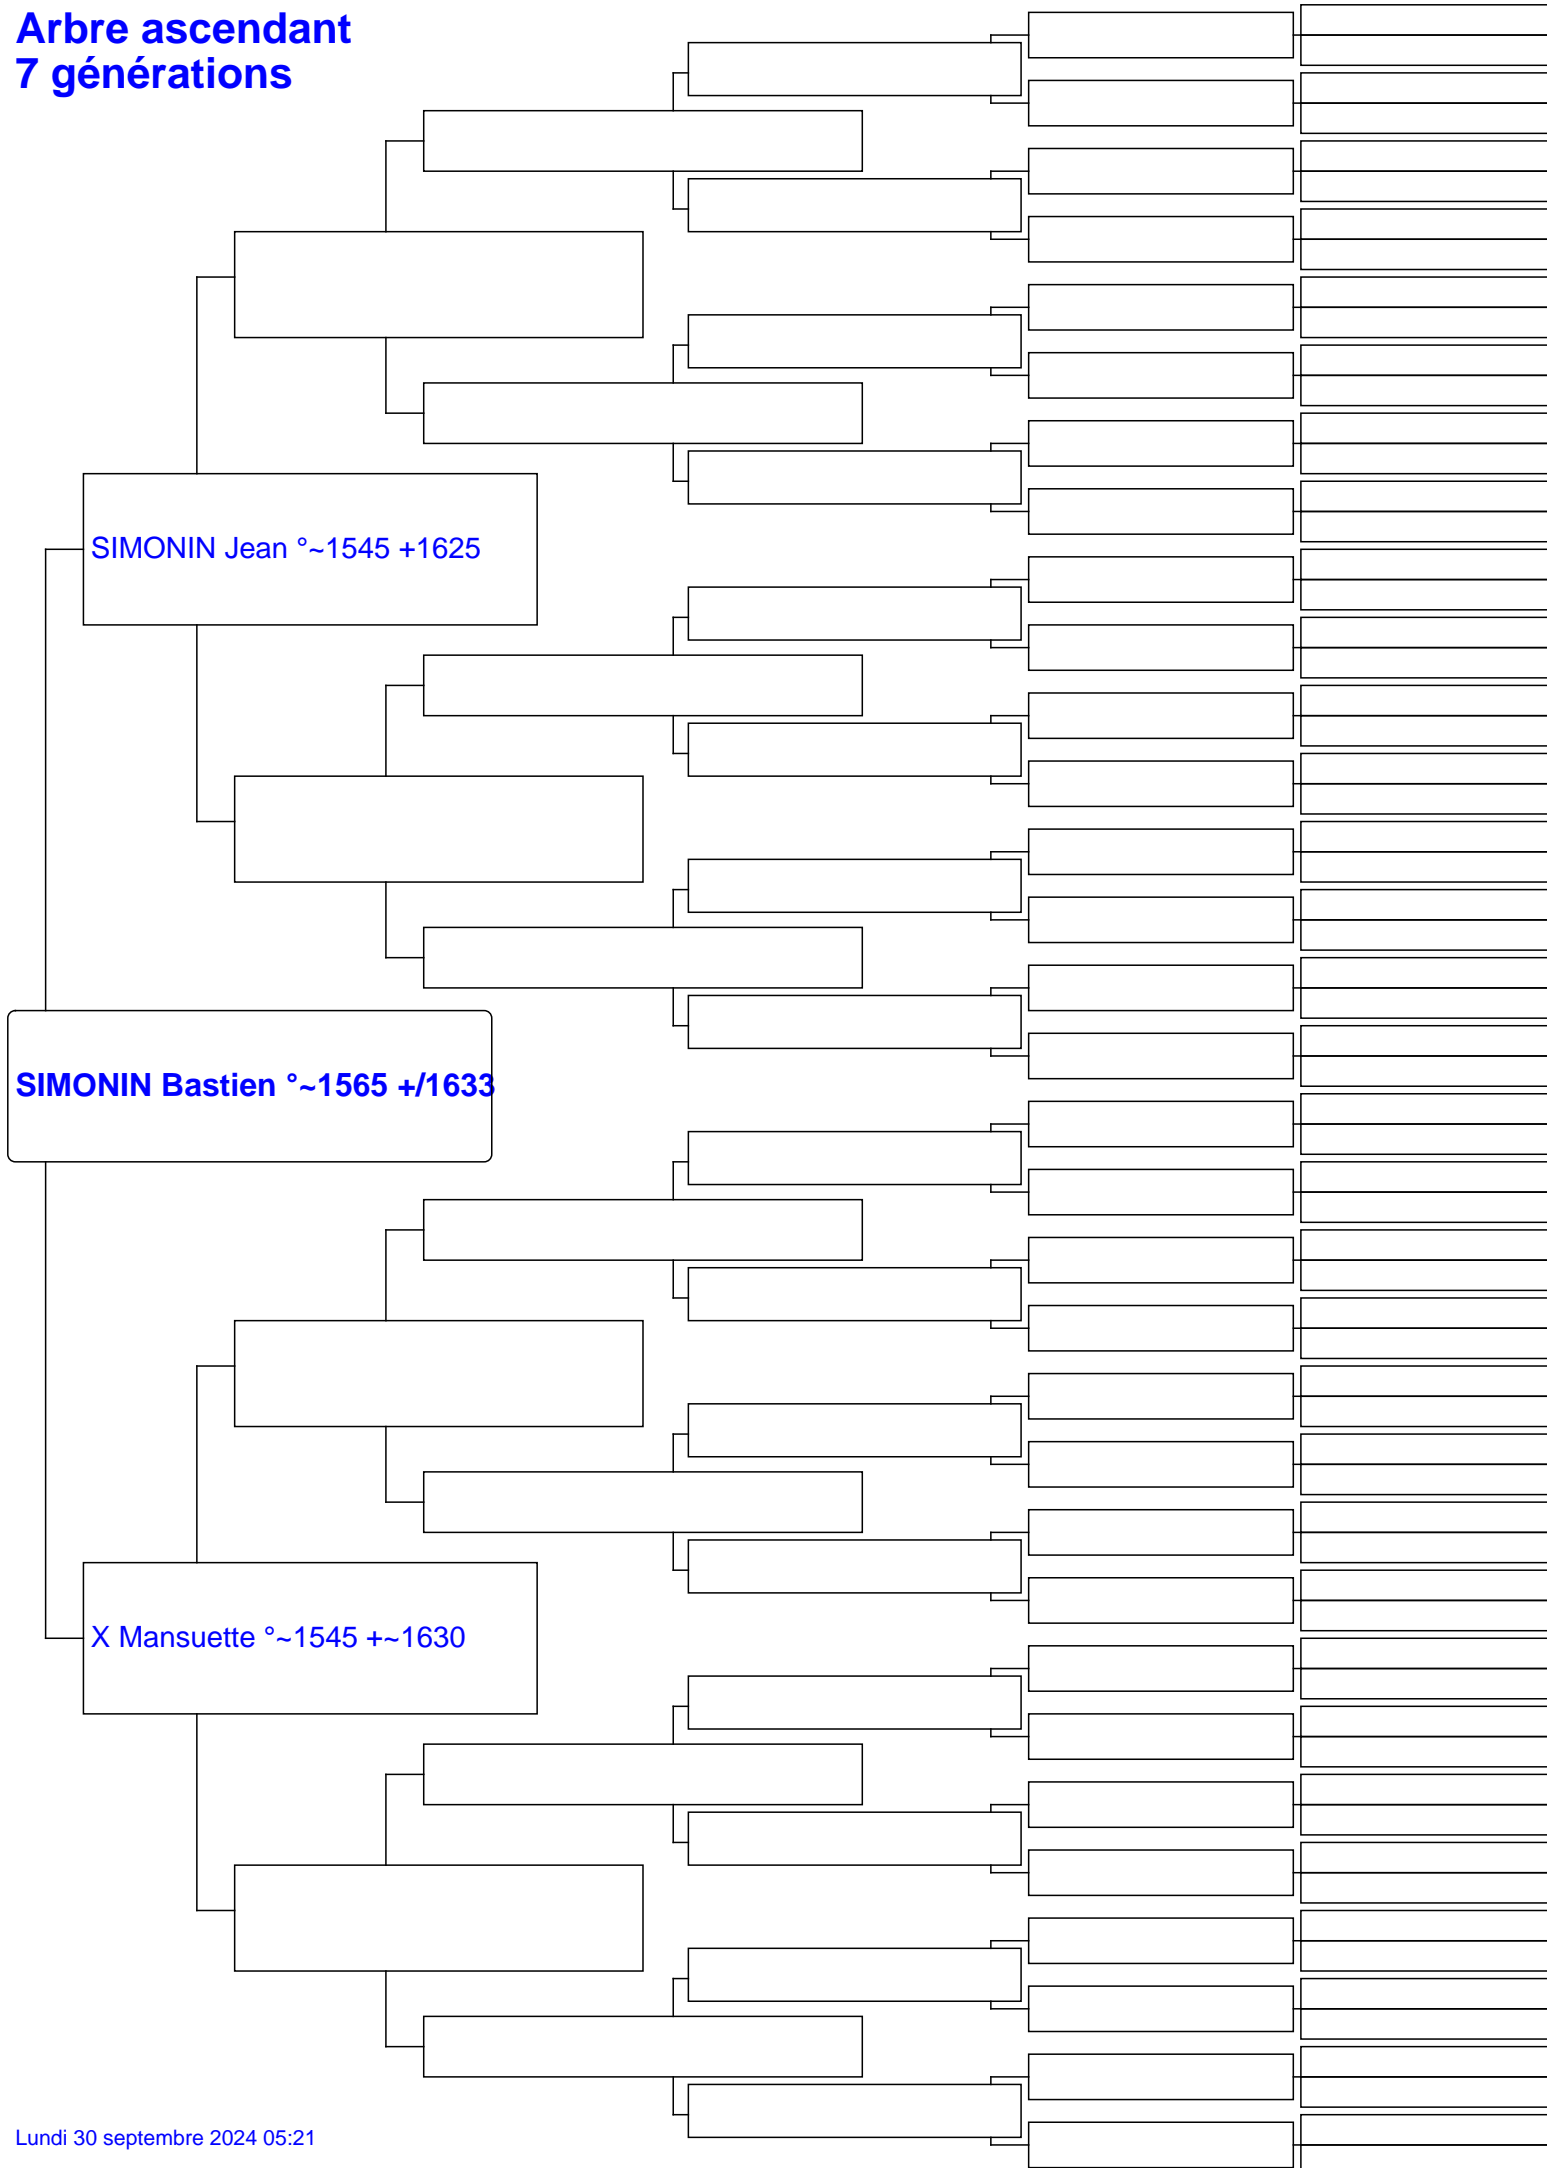 Arbre ascendant
7 générations
SIMONIN Jean °~1545 +1625
SIMONIN Bastien °~1565 +/1633
X Mansuette °~1545 +~1630
Lundi 30 septembre 2024 05:21